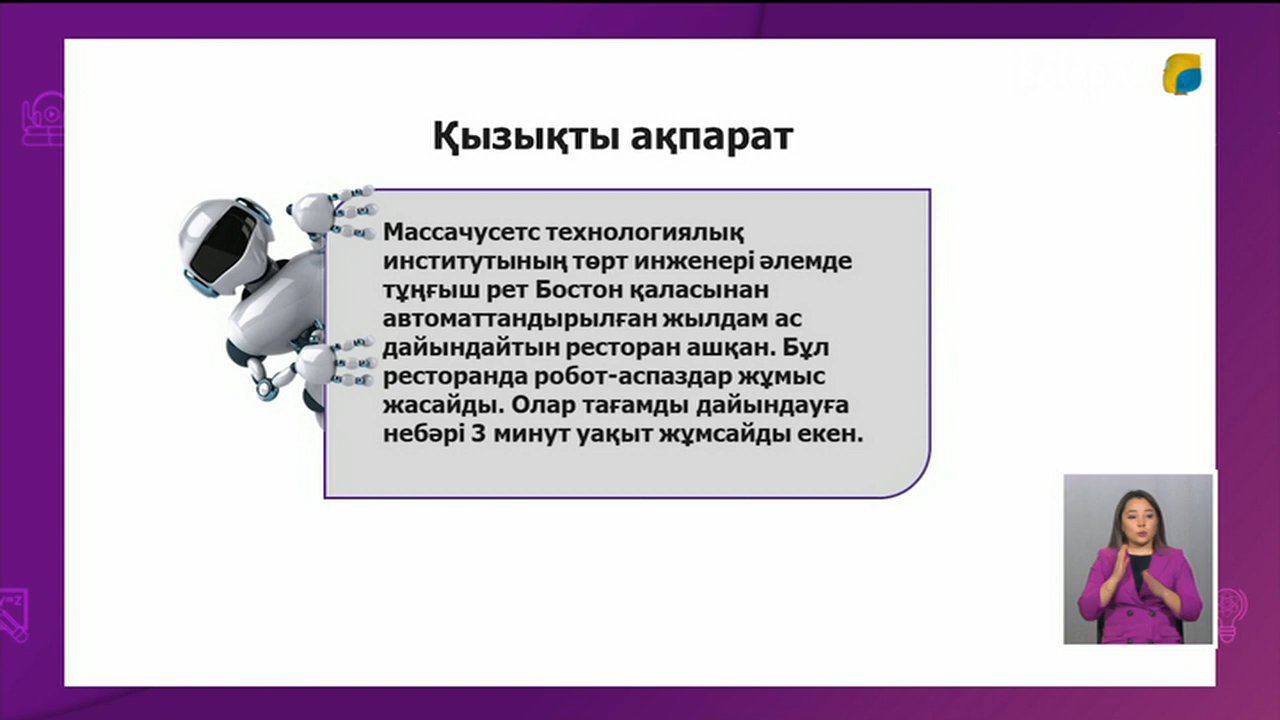 Қызықты ақпарат
Массачусетс технологиялық
институтының төрт инженері әлемде
тұңғыш рет Бостон қаласынан
автоматтандырылған жылдам ас
дайындайтын ресторан ашқан. Бұл
ресторанда робот-аспаздар жұмыс
жасайды. Олар тағамды дайындауға
небәрі 3 минут уақыт жұмсайды екен.
y=z